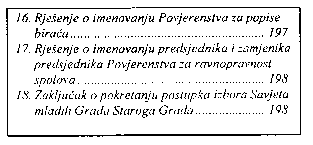 16. Rješenje o imenovanju Povjerenstva za popise
birača.......................................................... 197
17. Rješenje o imenovanju predsjednika i zamjenika
predsjednika Povjerenstva za ravnopravnost
spolova ........................................................ 198
18. Zaključak o pokretanju postupka izbora Savjeta
mladih Grada Staroga Grada...................... 198